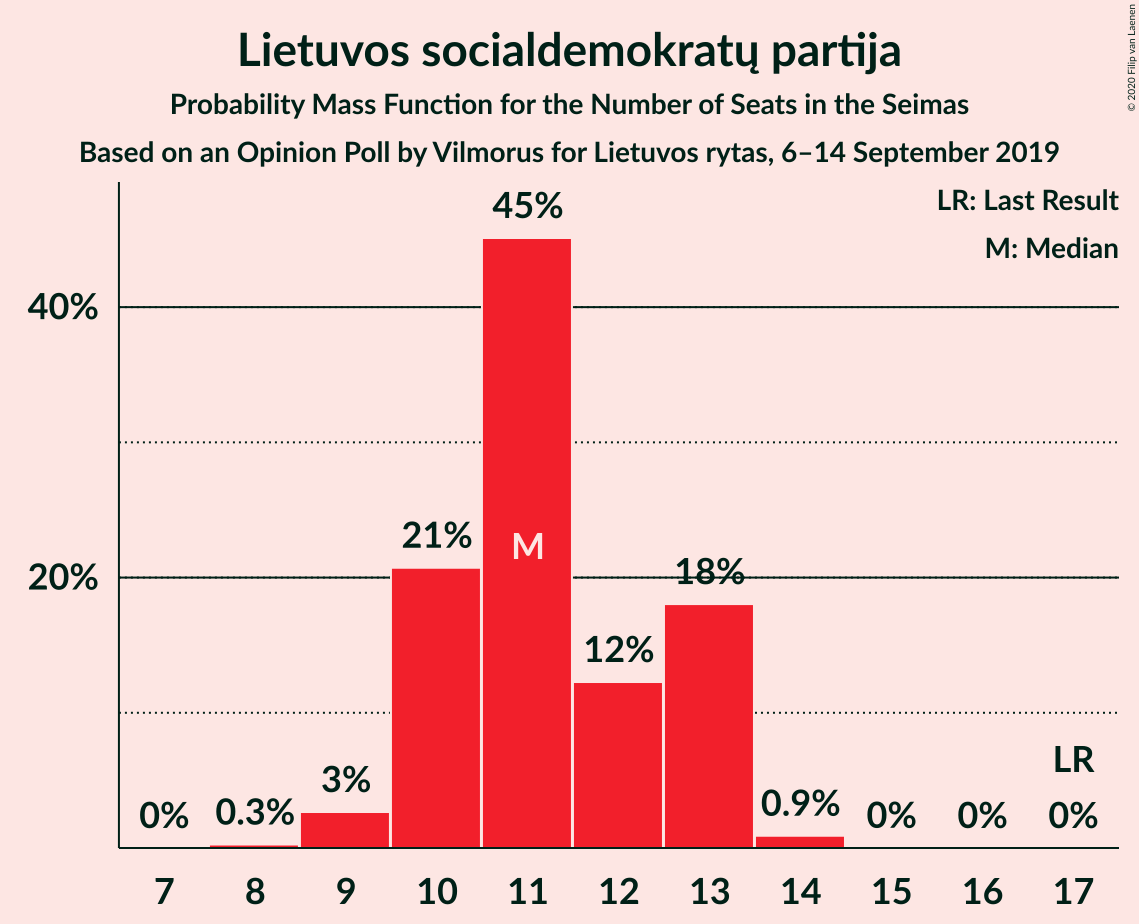 Lietuvos socialdemokratų partija
Probability Mass Function for the Number of Seats in the Seimas
Based on an Opinion Poll by Vilmorus for Lietuvos rytas, 6–14 September 2019
© 2020 Filip van Laenen
LR: Last Result
M: Median
45%
40%
21%
M
20%
18%
12%
3%
LR
0%
0.3%
0.9%
0%
0%
0%
7 8 9 10 11 12 13 14 15 16 17